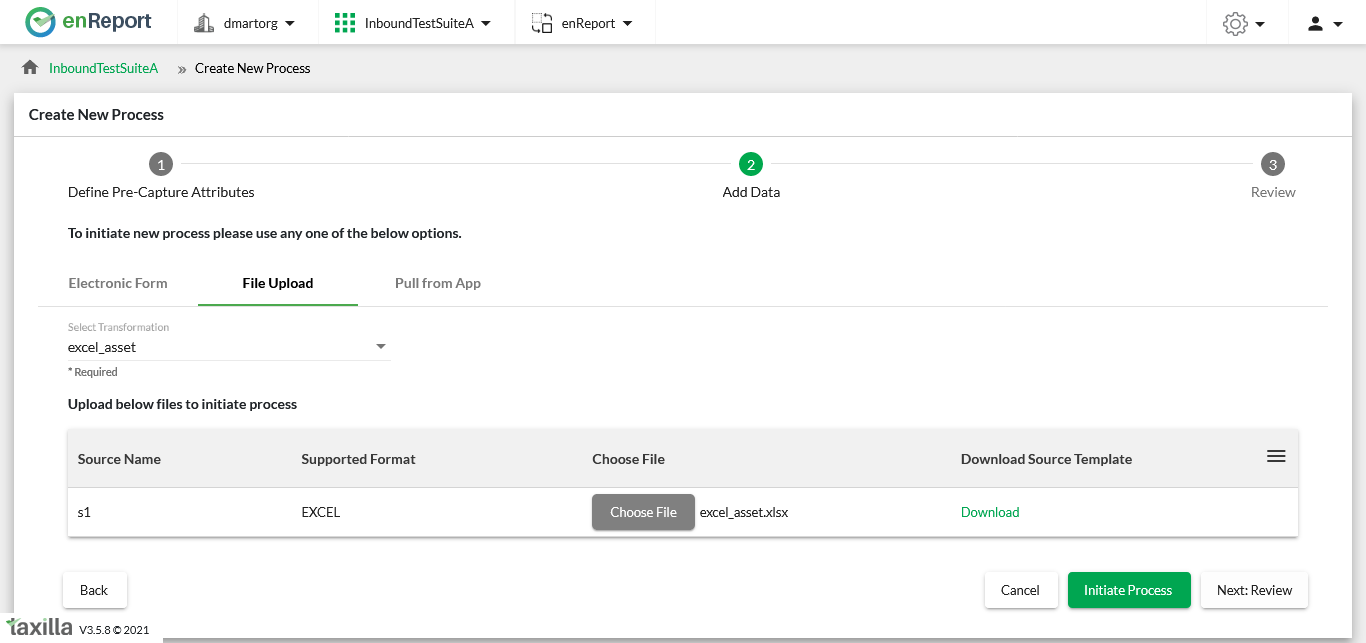 enReport dmartorg InboundTestSuiteA enReport
InboundTestSuiteA » Create New Process
Create New Process
1 2 3
Define Pre-Capture Attributes Add Data Review
To initiate new process please use any one of the below options.
Electronic Form File Upload Pull from App
Select Transformation
excel_asset
* Required
Upload below files to initiate process
Source Name Supported Format Choose File Download Source Template
s1 EXCEL Choose File excel_asset.xlsx Download
Back Cancel Initiate Process Next: Review
taxilla V3.5.8 © 2021